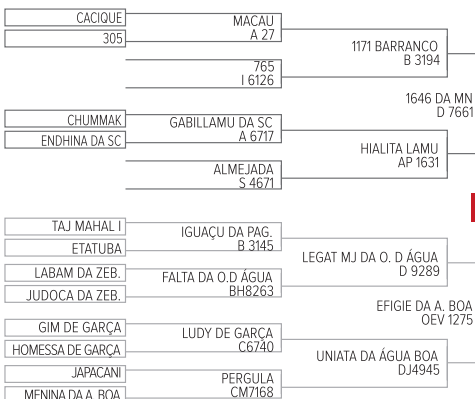 CACIQUE
305
MACAU
A 27
765
I 6126
1171 BARRANCO
B 3194
1646 DA MN
D 7661
CHUMMAK
ENDHINA DA SC
GABILLAMU DA SC
A 6717
ALMEJADA
S 4671
HIALITA LAMU
AP 1631
TAJ MAHAL I
ETATUBA
IGUAÇU DA PAG.
B 3145
LABAM DA ZEB.
JUDOCA DA ZEB.
FALTA DA O.D ÁGUA
BH8263
LEGAT MJ DA O. D ÁGUA
D 9289
EFIGIE DA A. BOA
OEV 1275
GIM DE GARÇA
HOMESSA DE GARÇA
LUDY DE GARÇA
C6740
JAPACANI
MENINA DA A. BOA
PERGULA
CM7168
UNIATA DA ÁGUA BOA
DJ4945